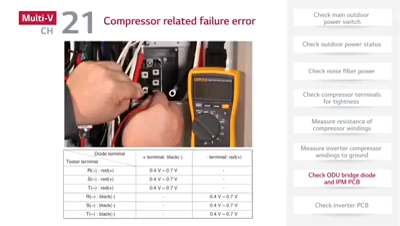 Multi-V
CH 21 Compressor related failure error
Check main outdoor
power switch
Check outdoor power status
Check noise filter power
Check compressor terminals
for tightness
Measure resistance of
compressor windings
Measure inverter compressor
windings to ground
Check ODU bridge diode
and IPM PCB
Check inverter PCB
Diode terminal
Tester terminal
+ terminal; black(-)
- terminal; red(+)
R(~) : red(+) 0.4 V ~ 0.7 V -
S(~) : red(+) 0.4 V ~ 0.7 V -
T(~) : red(+) 0.4 V ~ 0.7 V -
R(~) : black(-) - 0.4 V ~ 0.7 V
S(~) : black(-) - 0.4 V ~ 0.7 V
T(~) : black(-) - 0.4 V ~ 0.7 V